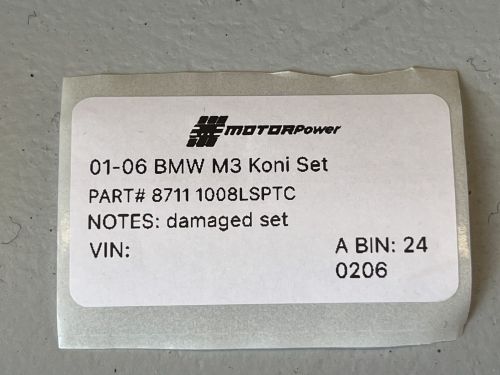 MOTORPower
01-06 BMW M3 Koni Set
PART# 8711 1008LSPTC
NOTES: damaged set
VIN:
A BIN: 24
0206